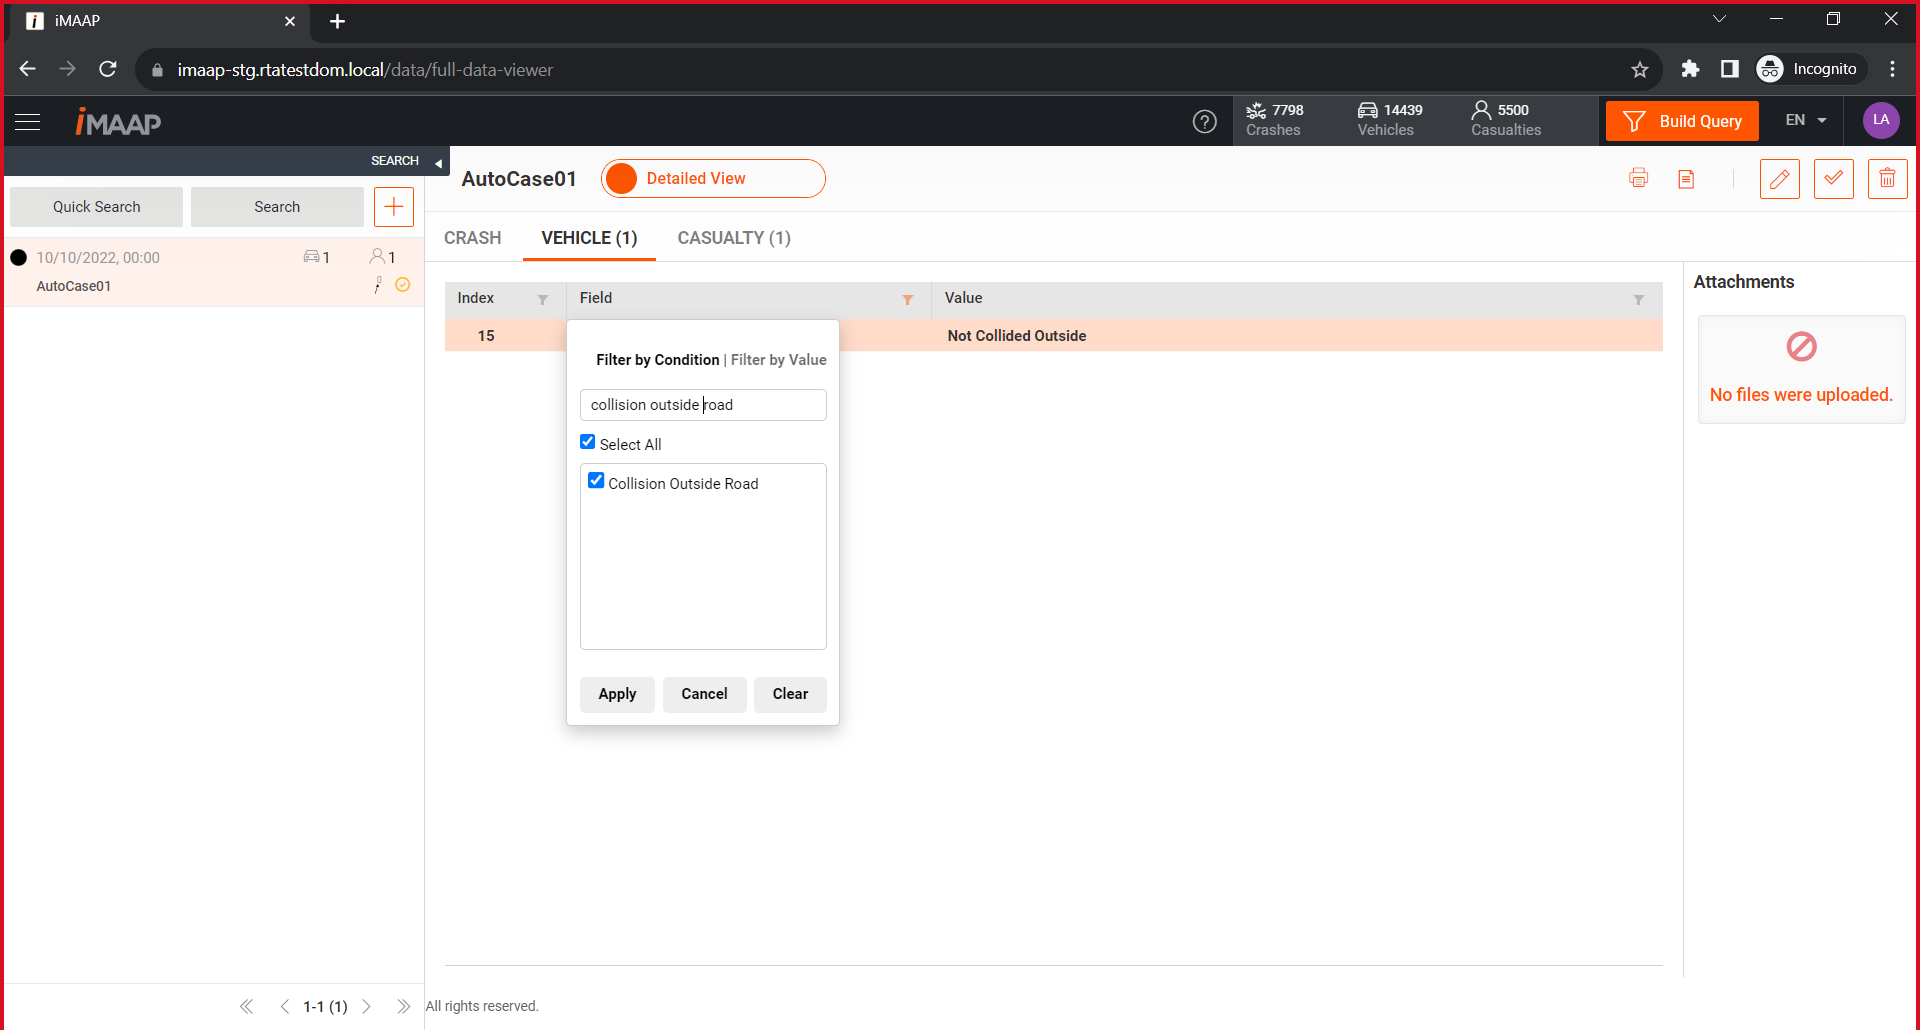 iMAAP
imaap-stg.rtatestdom.local/data/full-data-viewer
Incognito
iMAAP
7798
Crashes
14439
Vehicles
5500
Casualties
Build Query
EN
LA
SEARCH
Quick Search
Search
10/10/2022, 00:00
1
1
AutoCase01
AutoCase01
Detailed View
CRASH
VEHICLE (1)
CASUALTY (1)
Index
Field
Value
15
Not Collided Outside
Filter by Condition | Filter by Value
collision outside road
Select All
Collision Outside Road
Apply
Cancel
Clear
Attachments
No files were uploaded.
1-1 (1)
All rights reserved.